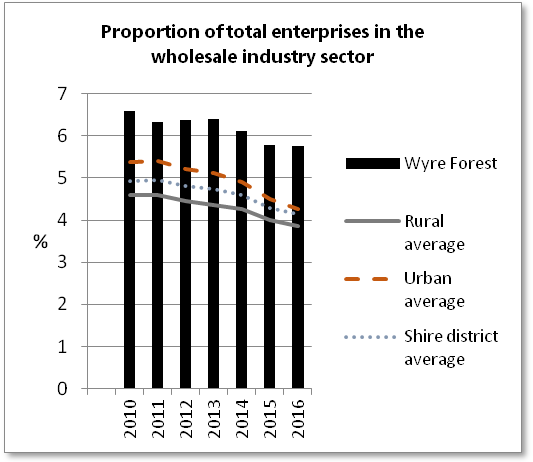 Proportion of total enterprises in the
wholesale industry sector
7
6
5
4
3
2
1
0
%
2010
2011
2012
2013
2014
2015
2016
Wyre Forest
Rural
average
Urban
average
Shire district
average